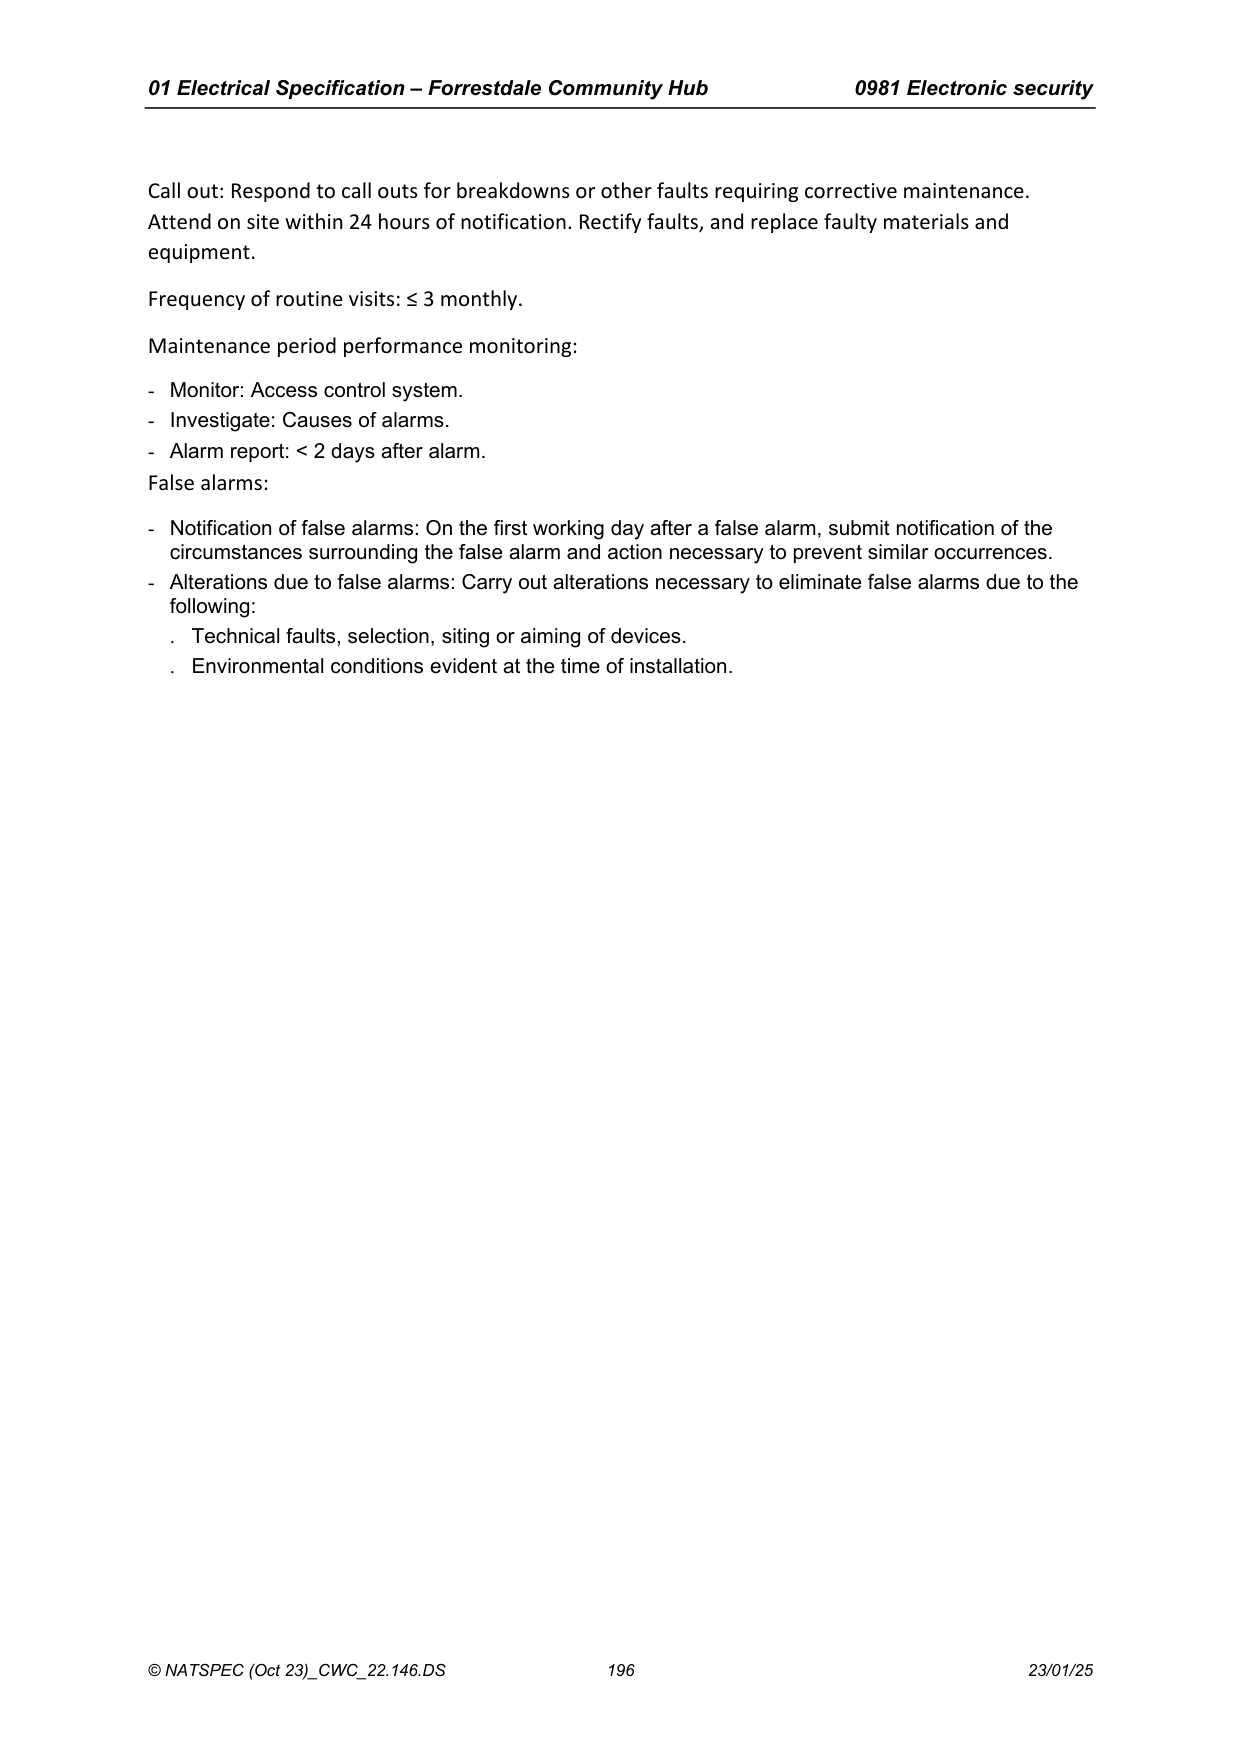 01 Electrical Specification – Forrestdale Community Hub 0981 Electronic security
Call out: Respond to call outs for breakdowns or other faults requiring corrective maintenance.
Attend on site within 24 hours of notification. Rectify faults, and replace faulty materials and
equipment.
Frequency of routine visits: ≤ 3 monthly.
Maintenance period performance monitoring:
- Monitor: Access control system.
- Investigate: Causes of alarms.
- Alarm report: < 2 days after alarm.
False alarms:
- Notification of false alarms: On the first working day after a false alarm, submit notification of the
circumstances surrounding the false alarm and action necessary to prevent similar occurrences.
- Alterations due to false alarms: Carry out alterations necessary to eliminate false alarms due to the
following:
. Technical faults, selection, siting or aiming of devices.
. Environmental conditions evident at the time of installation.
© NATSPEC (Oct 23)_CWC_22.146.DS 196 23/01/25